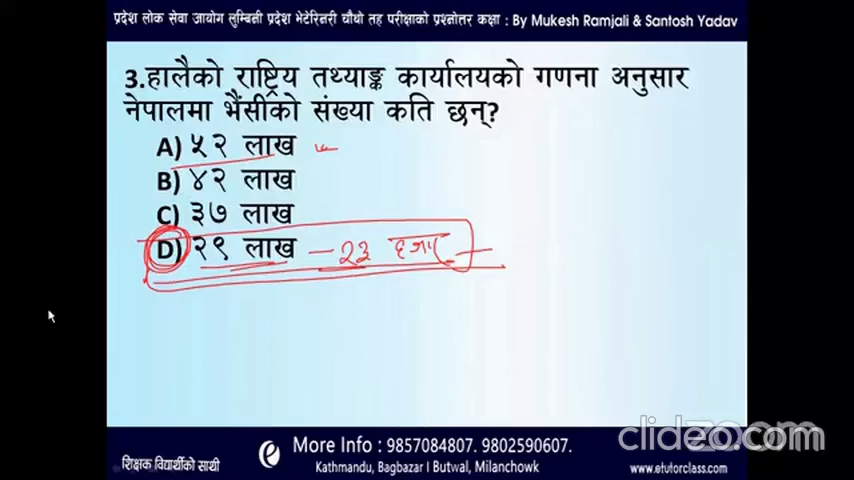 प्रदेश लोक सेवा आयोग लुम्बिनी प्रदेश भेटेरिनरी चौथो तह परीक्षाको प्रश्नोत्तर कक्षा : By Mukesh Ramjali & Santosh Yadav
3.हालैको राष्ट्रिय तथ्याङ्क कार्यालयको गणना अनुसार
नेपालमा भैंसीको संख्या कति छन्?
A) ५२ लाख
B) ४२ लाख
C) ३७ लाख
D) २९ लाख – २३ हजार –
शिक्षक विद्यार्थीको साथी
More Info : 9857084807. 9802590607.
Kathmandu, Bagbazar I Butwal, Milanchowk
clideo.com
www.etutorclass.com